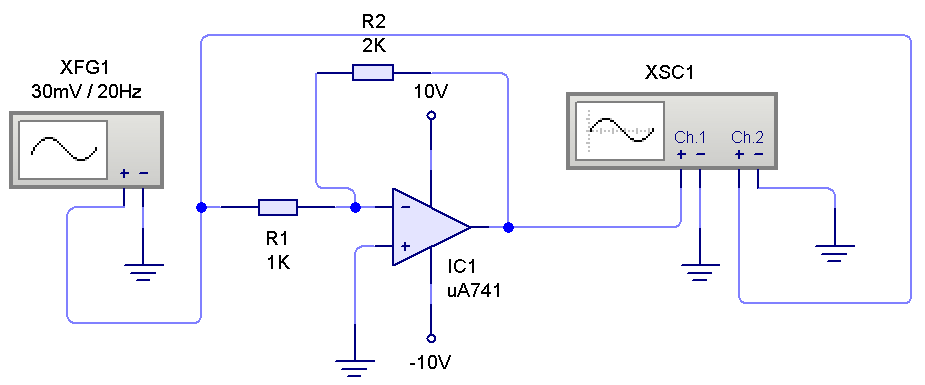 R2
2K
XFG1
30mV / 20Hz
10V
XSC1
Ch.1 Ch.2
+ − + −
+ −
−
+
R1
1K
IC1
uA741
-10V